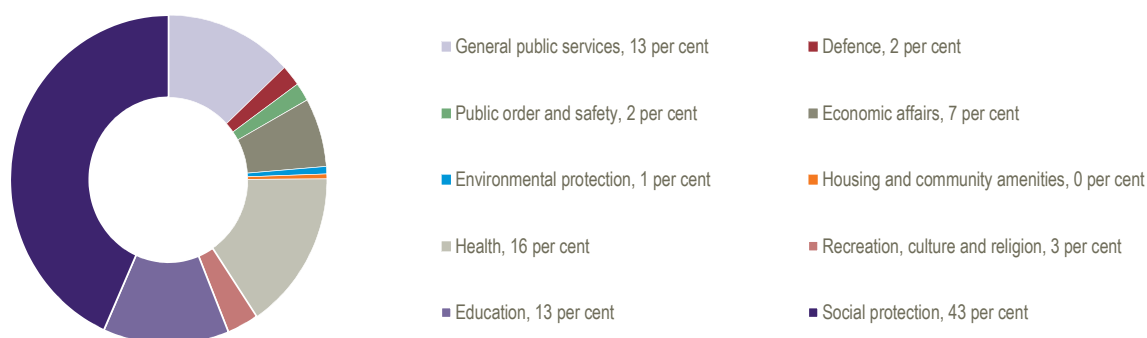 General public services, 13 per cent
Defence, 2 per cent
Public order and safety, 2 per cent
Economic affairs, 7 per cent
Environmental protection, 1 per cent
Housing and community amenities, 0 per cent
Health, 16 per cent
Recreation, culture and religion, 3 per cent
Education, 13 per cent
Social protection, 43 per cent